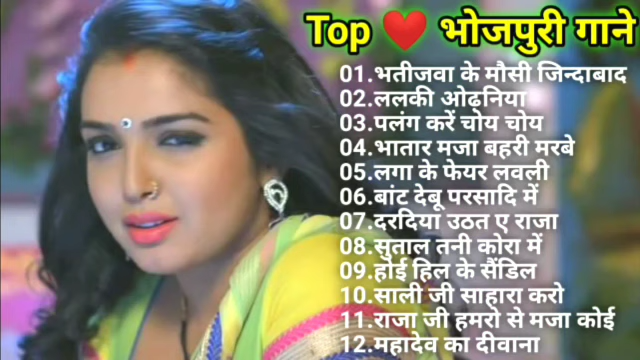 Top ❤️ भोजपुरी गाने
01.भतीजवा के मौसी जिन्दाबाद
02.ललकी ओढ़निया
03.पलंग करें चोय चोय
04.भातार मजा बहरी मरबे
05.लगा के फेयर लवली
06.बांट देबू परसादि में
07.दरदिया उठत ए राजा
08.सुताल तनी कोरा में
09.होई हिल के सैंडिल
10.साली जी साहारा करो
11.राजा जी हमरो से मजा कोई
12.महादेव का दीवाना